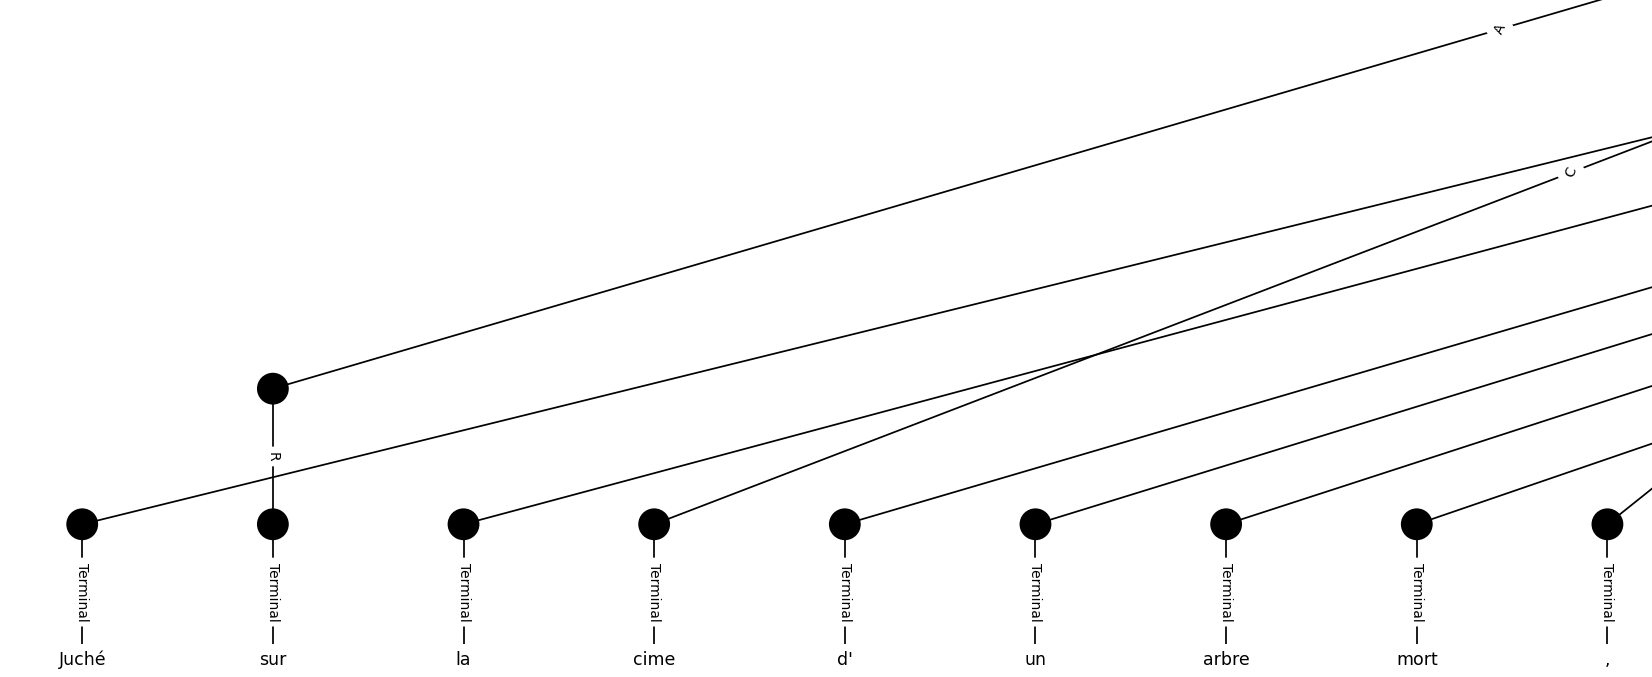 A
C
R
Terminal Terminal Terminal Terminal Terminal Terminal Terminal Terminal Terminal
Juché sur la cime d' un arbre mort ,